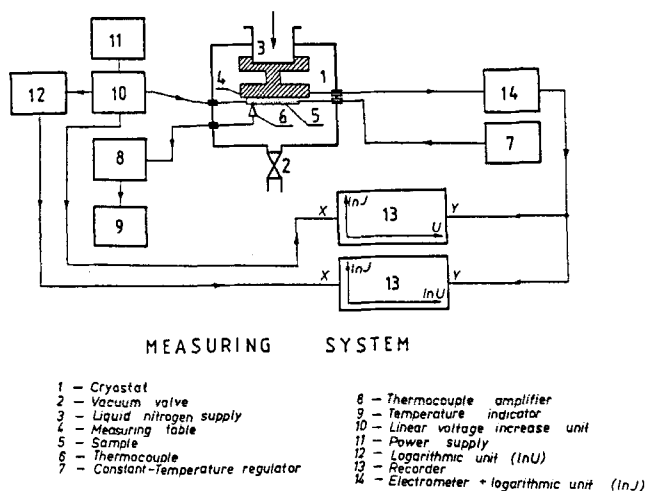 11
3
12
10
4
1
14
6
5
8
7
2
9
lnJ
X
13
Y
U
lnJ
X
13
Y
lnU
MEASURING SYSTEM
1 — Cryostat
2 — Vacuum valve
3 — Liquid nitrogen supply
4 — Measuring table
5 — Sample
6 — Thermocouple
7 — Constant-Temperature regulator
8 — Thermocouple amplifier
9 — Temperature indicator
10 — Linear voltage increase unit
11 — Power supply
12 — Logarithmic unit (lnU)
13 — Recorder
14 — Electrometer + logarithmic unit (lnJ)